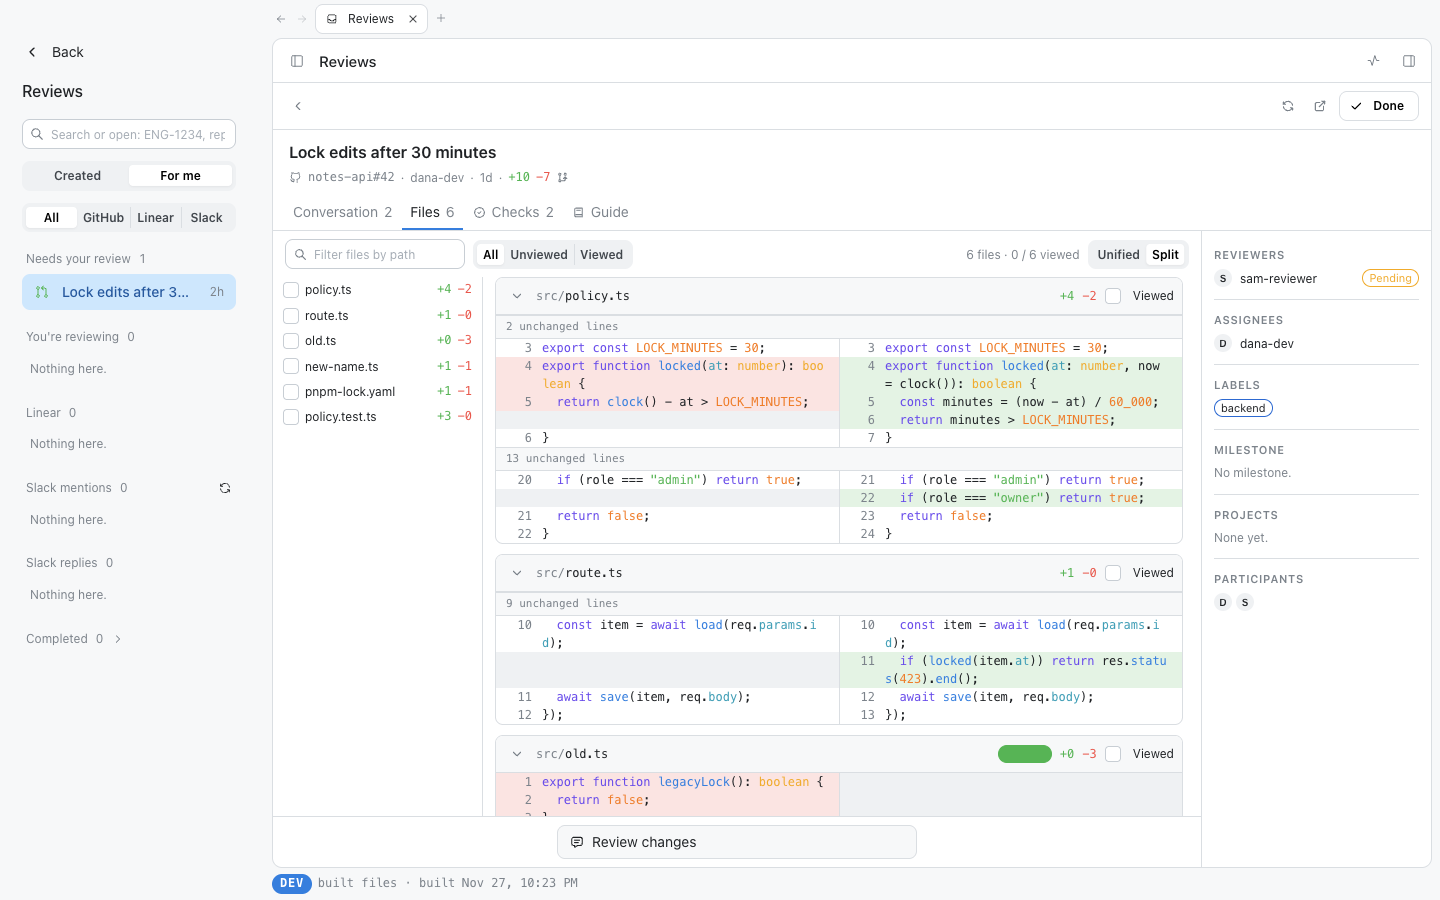 Reviews
Back
Reviews
Search or open: ENG-1234, rep
Created
For me
All
GitHub
Linear
Slack
Needs your review 1
Lock edits after 3... 2h
You're reviewing 0
Nothing here.
Linear 0
Nothing here.
Slack mentions 0
Nothing here.
Slack replies 0
Nothing here.
Completed 0
Reviews
Done
Lock edits after 30 minutes
notes-api#42 · dana-dev · 1d · +10 −7
Conversation 2
Files 6
Checks 2
Guide
Filter files by path
All
Unviewed
Viewed
6 files · 0 / 6 viewed
Unified
Split
policy.ts +4 −2
route.ts +1 −0
old.ts +0 −3
new-name.ts +1 −1
pnpm-lock.yaml +1 −1
policy.test.ts +3 −0
src/policy.ts +4 −2 Viewed
2 unchanged lines
3 export const LOCK_MINUTES = 30;
4 export function locked(at: number): boo
lean {
5 return clock() − at > LOCK_MINUTES;
6 }
3 export const LOCK_MINUTES = 30;
4 export function locked(at: number, now
= clock()): boolean {
5 const minutes = (now − at) / 60_000;
6 return minutes > LOCK_MINUTES;
7 }
13 unchanged lines
20 if (role === "admin") return true;
21 return false;
22 }
21 if (role === "admin") return true;
22 if (role === "owner") return true;
23 return false;
24 }
src/route.ts +1 −0 Viewed
9 unchanged lines
10 const item = await load(req.params.i
d);
11 await save(item, req.body);
12 });
10 const item = await load(req.params.i
d);
11 if (locked(item.at)) return res.statu
s(423).end();
12 await save(item, req.body);
13 });
src/old.ts +0 −3 Viewed
1 export function legacyLock(): boolean {
2 return false;
Review changes
REVIEWERS
S sam-reviewer Pending
ASSIGNEES
D dana-dev
LABELS
backend
MILESTONE
No milestone.
PROJECTS
None yet.
PARTICIPANTS
D S
DEV built files · built Nov 27, 10:23 PM